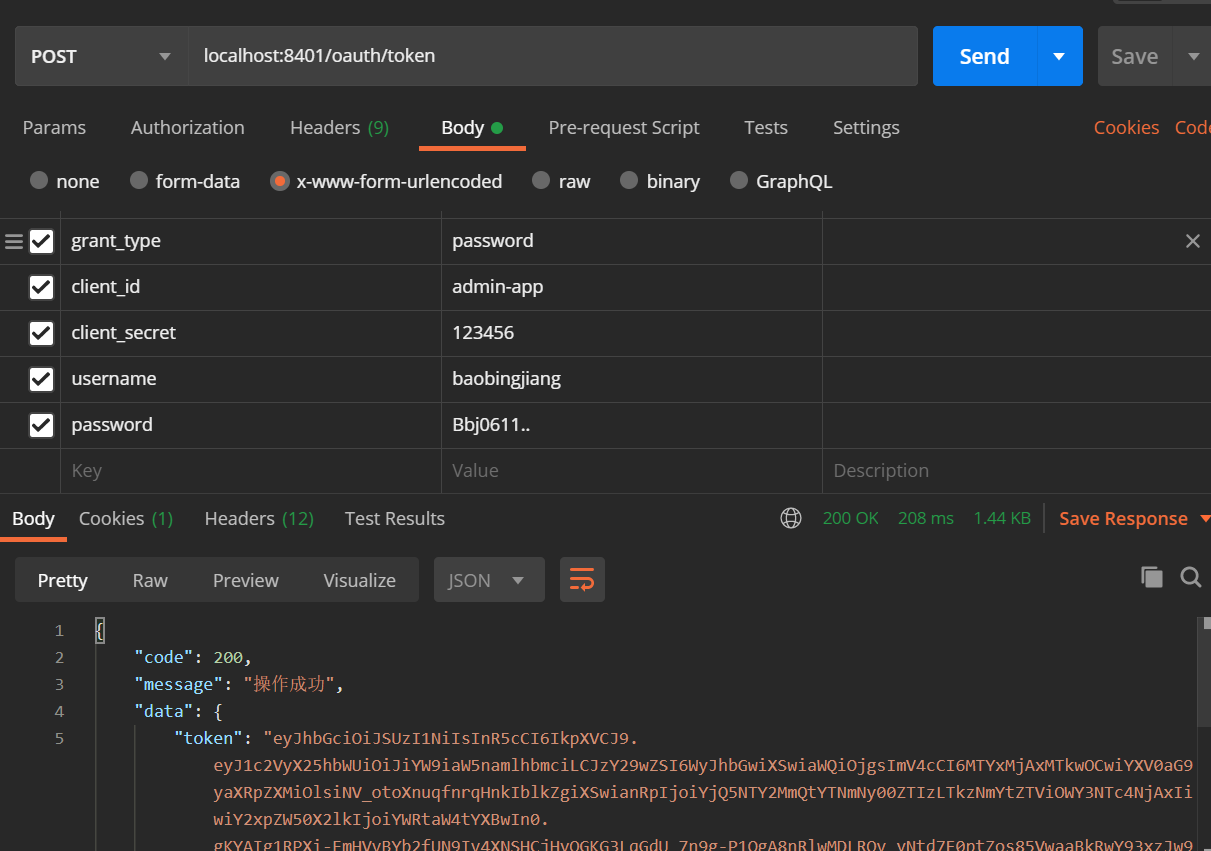 POST localhost:8401/oauth/token Send Save
Params Authorization Headers (9) Body Pre-request Script Tests Settings Cookies Code
none form-data x-www-form-urlencoded raw binary GraphQL
grant_type password
client_id admin-app
client_secret 123456
username baobingjiang
password Bbj0611..
Key Value Description
Body Cookies (1) Headers (12) Test Results 200 OK 208 ms 1.44 KB Save Response
Pretty Raw Preview Visualize JSON
1 {
2 "code": 200,
3 "message": "操作成功",
4 "data": {
5 "token": "eyJhbGciOiJSUzI1NiIsInR5cCI6IkpXVCJ9.
eyJ1c2VyX25hbWUiOiJiYW9iaW5namlhbmciLCJzY29wZSI6WyJhbGwiXSwiaWQiOjgsImV4cCI6MTYxMjAxMTkwOCwiYXV0aG9
yaXRpZXMiOlsiNV_otoXnuqfnrqHnkIblkZgiXSwianRpIjoiYjQ5NTY2MmQtYTNmNy00ZTIzLTkzNmYtZTViOWY3NTc4NjAxIi
wiY2xpZW50X2lkIjoiYWRtaW4tYXBwIn0.